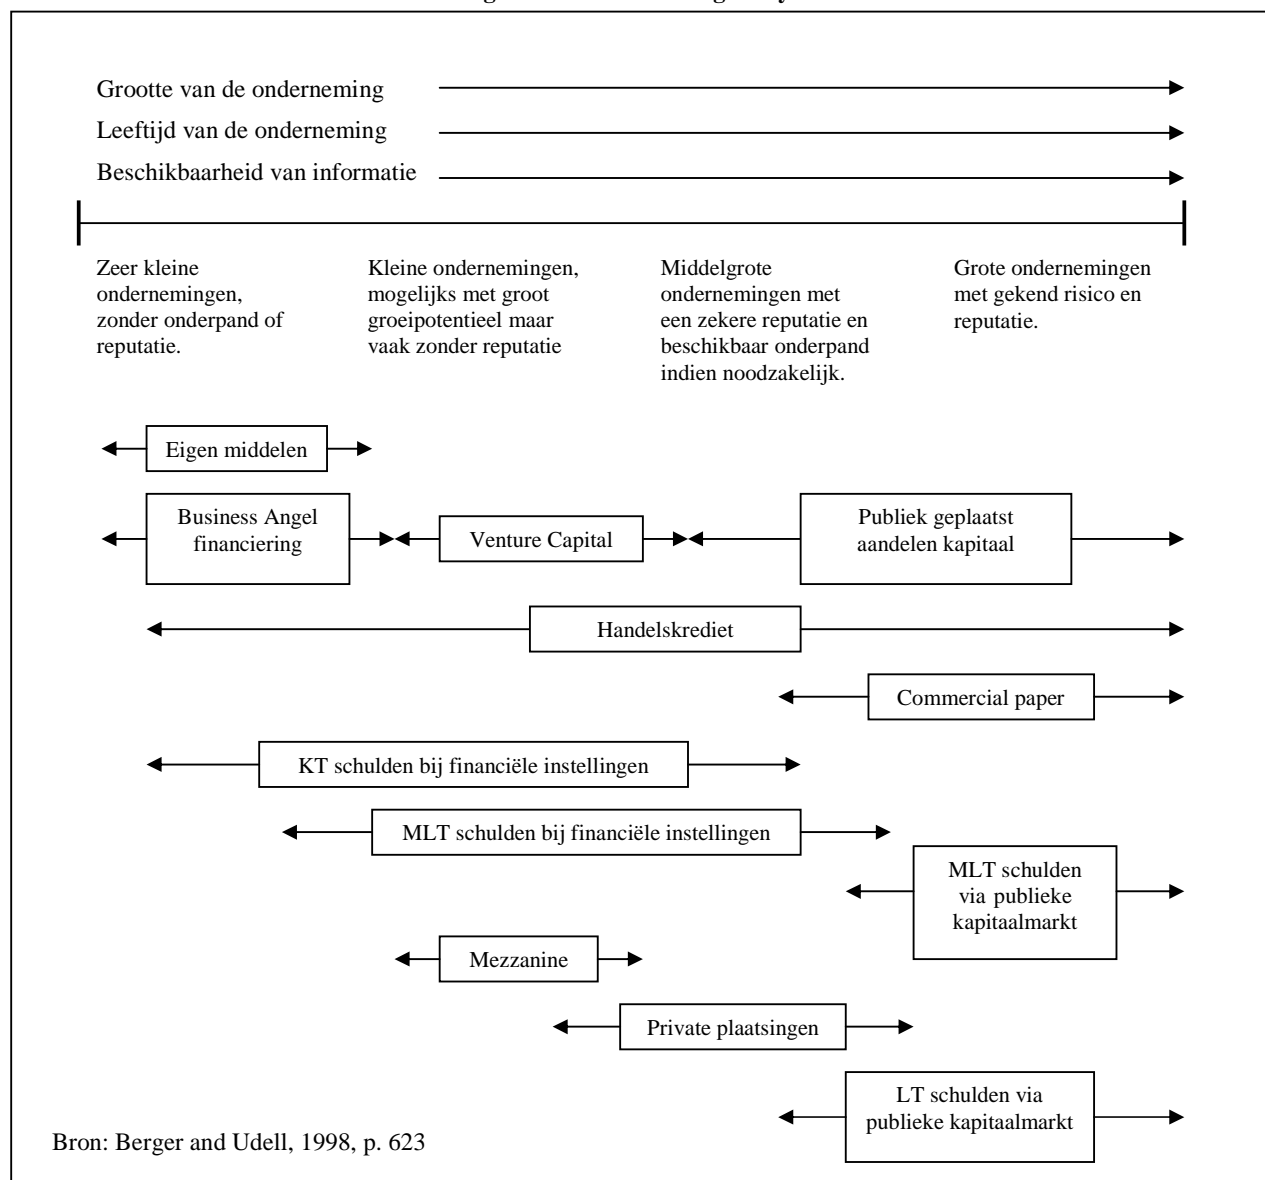 Grootte van de onderneming
Leeftijd van de onderneming
Beschikbaarheid van informatie
Zeer kleine
ondernemingen,
zonder onderpand of
reputatie.
Kleine ondernemingen,
mogelijks met groot
groeipotentieel maar
vaak zonder reputatie
Middelgrote
ondernemingen met
een zekere reputatie en
beschikbaar onderpand
indien noodzakelijk.
Grote ondernemingen
met gekend risico en
reputatie.
Eigen middelen
Business Angel
financiering
Venture Capital
Publiek geplaatst
aandelen kapitaal
Handelskrediet
Commercial paper
KT schulden bij financiële instellingen
MLT schulden bij financiële instellingen
MLT schulden
via publieke
kapitaalmarkt
Mezzanine
Private plaatsingen
LT schulden via
publieke kapitaalmarkt
Bron: Berger and Udell, 1998, p. 623